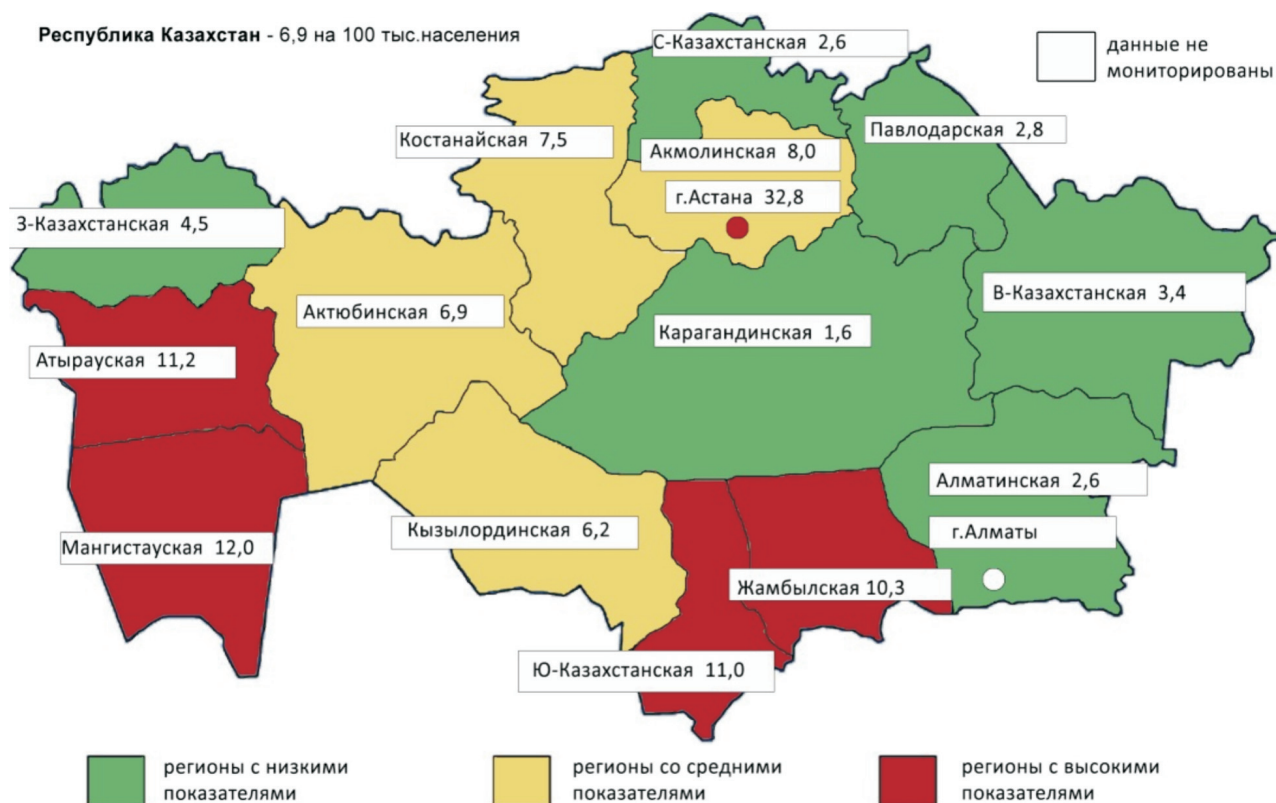 Республика Казахстан - 6,9 на 100 тыс.населения
С-Казахстанская 2,6
данные не
мониторированы
Костанайская 7,5
Павлодарская 2,8
Акмолинская 8,0
г.Астана 32,8
З-Казахстанская 4,5
В-Казахстанская 3,4
Актюбинская 6,9
Карагандинская 1,6
Атырауская 11,2
Алматинская 2,6
Кызылординская 6,2
г.Алматы
Мангистауская 12,0
Жамбылская 10,3
Ю-Казахстанская 11,0
регионы с низкими
показателями
регионы со средними
показателями
регионы с высокими
показателями